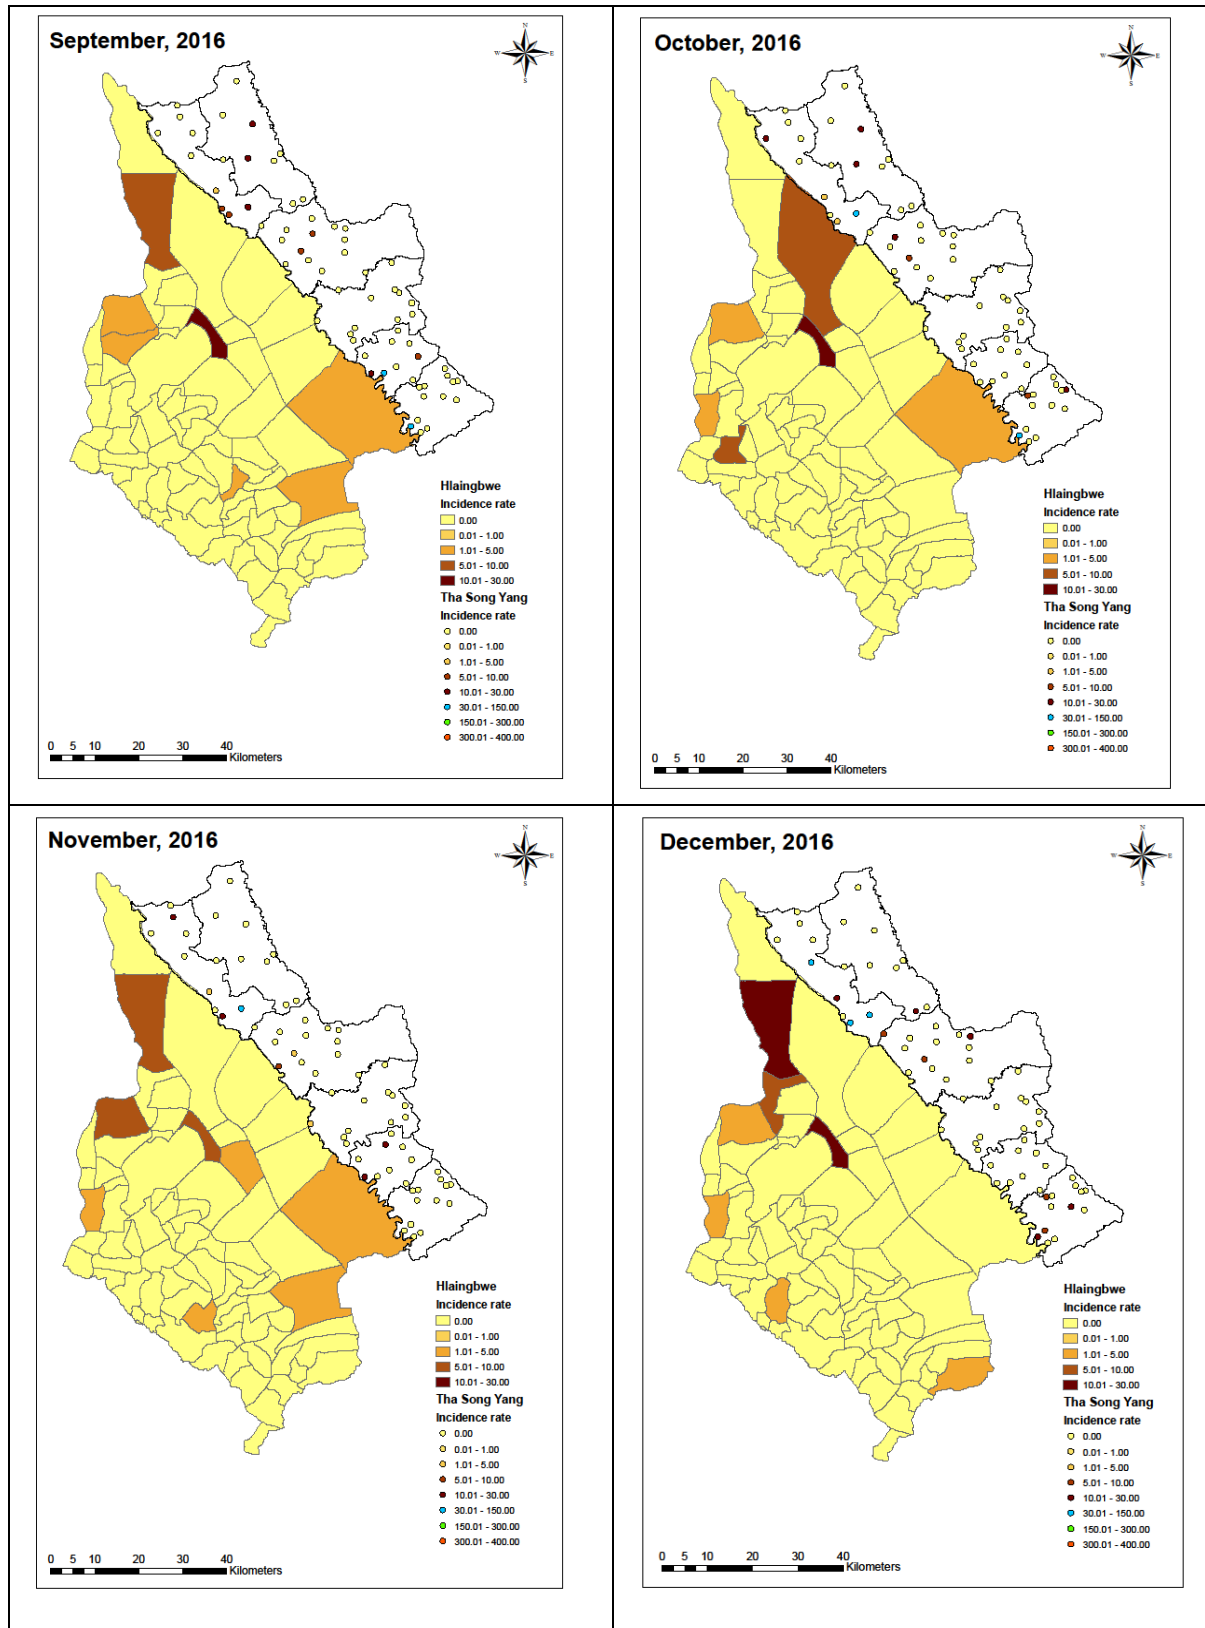 September, 2016
N
W
E
S
Hlaingbwe
Incidence rate
0.00
0.01 - 1.00
1.01 - 5.00
5.01 - 10.00
10.01 - 30.00
Tha Song Yang
Incidence rate
0.00
0.01 - 1.00
1.01 - 5.00
5.01 - 10.00
10.01 - 30.00
30.01 - 150.00
150.01 - 300.00
300.01 - 400.00
0 5 10 20 30 40
Kilometers
October, 2016
N
W
E
S
Hlaingbwe
Incidence rate
0.00
0.01 - 1.00
1.01 - 5.00
5.01 - 10.00
10.01 - 30.00
Tha Song Yang
Incidence rate
0.00
0.01 - 1.00
1.01 - 5.00
5.01 - 10.00
10.01 - 30.00
30.01 - 150.00
150.01 - 300.00
300.01 - 400.00
0 5 10 20 30 40
Kilometers
November, 2016
N
W
E
S
Hlaingbwe
Incidence rate
0.00
0.01 - 1.00
1.01 - 5.00
5.01 - 10.00
10.01 - 30.00
Tha Song Yang
Incidence rate
0.00
0.01 - 1.00
1.01 - 5.00
5.01 - 10.00
10.01 - 30.00
30.01 - 150.00
150.01 - 300.00
300.01 - 400.00
0 5 10 20 30 40
Kilometers
December, 2016
N
W
E
S
Hlaingbwe
Incidence rate
0.00
0.01 - 1.00
1.01 - 5.00
5.01 - 10.00
10.01 - 30.00
Tha Song Yang
Incidence rate
0.00
0.01 - 1.00
1.01 - 5.00
5.01 - 10.00
10.01 - 30.00
30.01 - 150.00
150.01 - 300.00
300.01 - 400.00
0 5 10 20 30 40
Kilometers